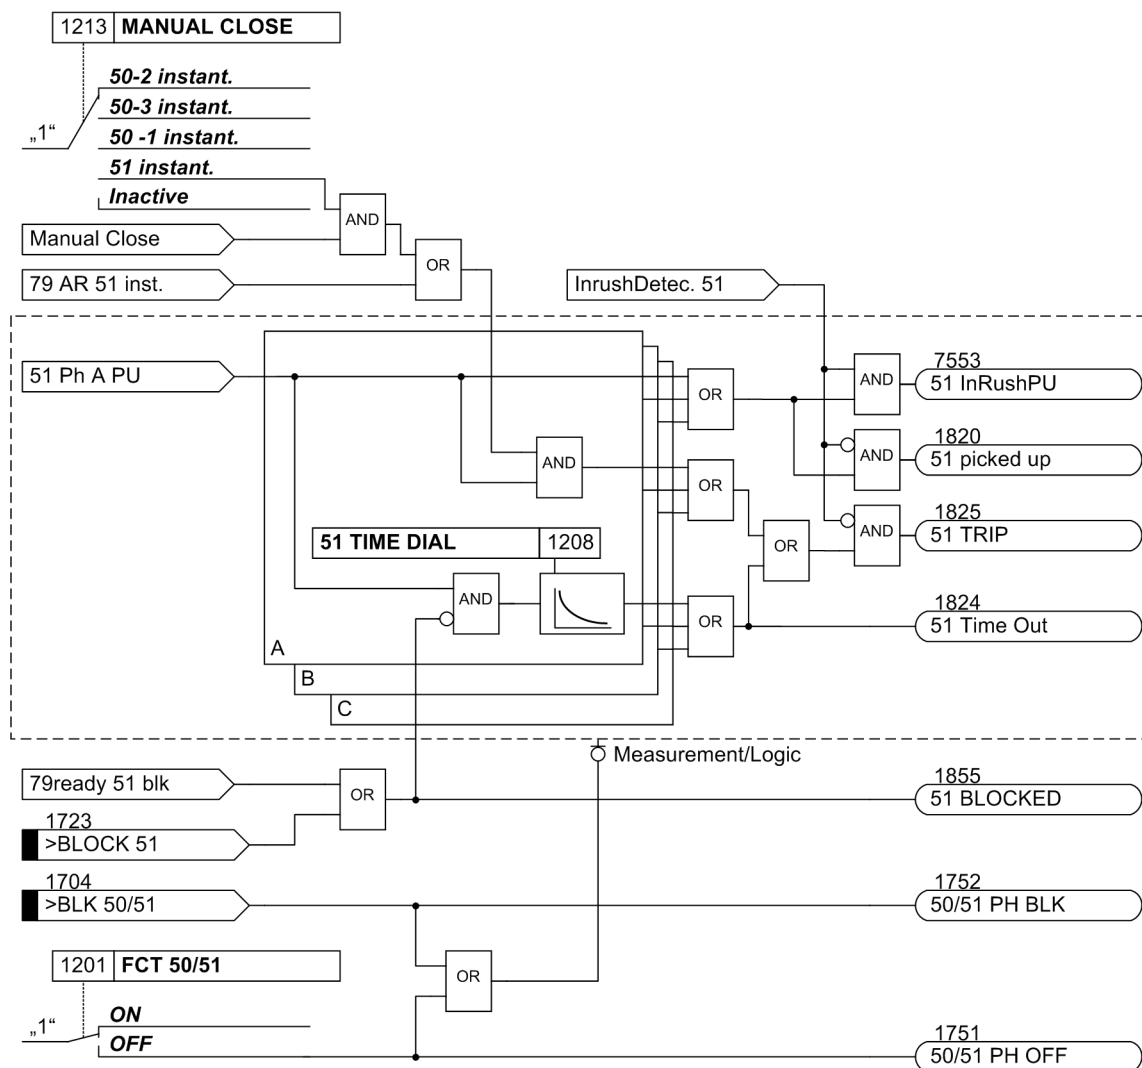 1213 MANUAL CLOSE
50-2 instant.
50-3 instant.
„1“
50 -1 instant.
51 instant.
Inactive
AND
Manual Close
OR
79 AR 51 inst.
InrushDetec. 51
51 Ph A PU
OR
AND
7553
51 InRushPU
AND
OR
AND
1820
51 picked up
51 TIME DIAL 1208
OR
AND
1825
51 TRIP
AND
OR
1824
51 Time Out
A
B
C
Measurement/Logic
79ready 51 blk
OR
1855
51 BLOCKED
1723
>BLOCK 51
1704
>BLK 50/51
1752
50/51 PH BLK
1201 FCT 50/51
OR
ON
„1“
OFF
1751
50/51 PH OFF